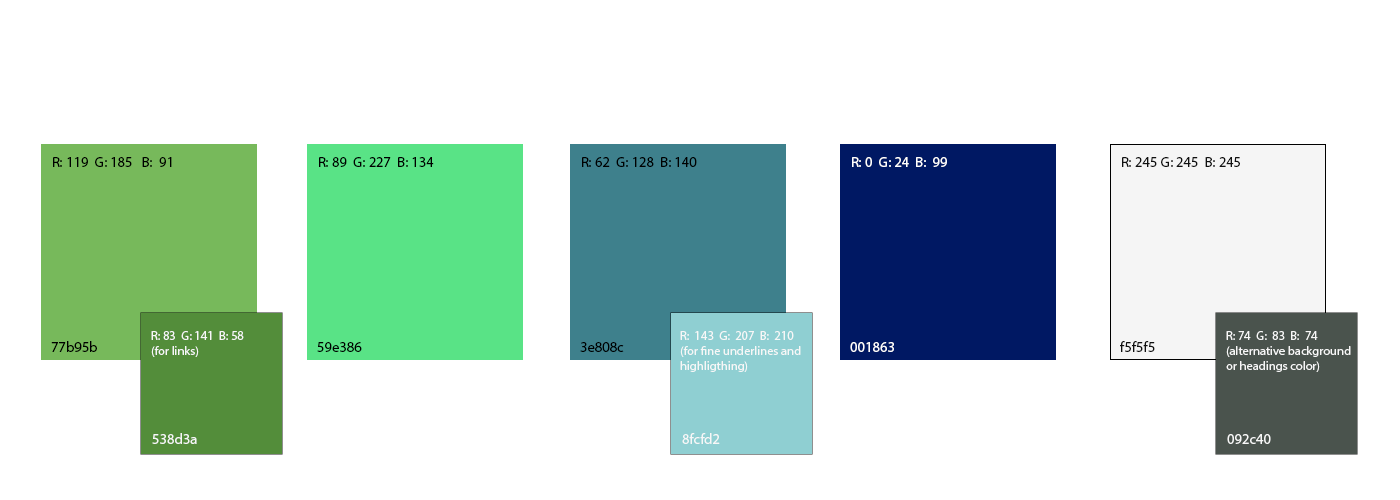 R: 119 G: 185 B: 91
77b95b
R: 83 G: 141 B: 58
(for links)
538d3a
R: 89 G: 227 B: 134
59e386
R: 62 G: 128 B: 140
3e808c
R: 143 G: 207 B: 210
(for fine underlines and
highligthing)
8fcfd2
R: 0 G: 24 B: 99
001863
R: 245 G: 245 B: 245
f5f5f5
R: 74 G: 83 B: 74
(alternative background
or headings color)
092c40